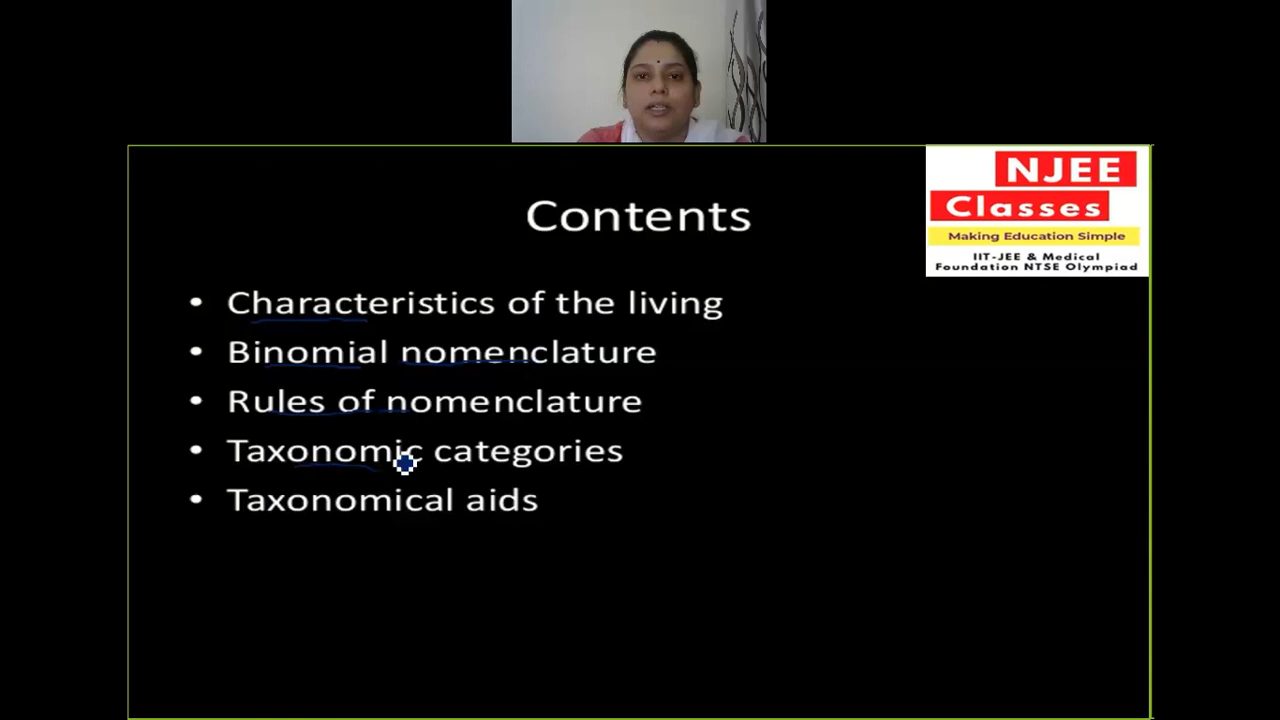 NJEE
Classes
Making Education Simple
IIT-JEE & Medical
Foundation NTSE Olympiad
Contents
• Characteristics of the living
• Binomial nomenclature
• Rules of nomenclature
• Taxonomic categories
• Taxonomical aids